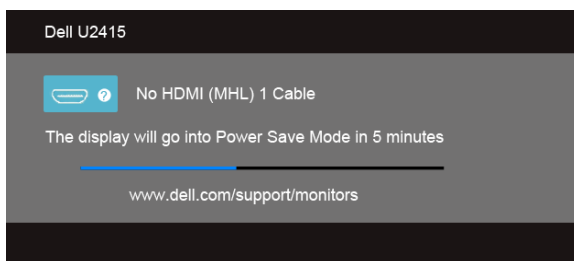 Dell U2415
?
No HDMI (MHL) 1 Cable
The display will go into Power Save Mode in 5 minutes
www.dell.com/support/monitors